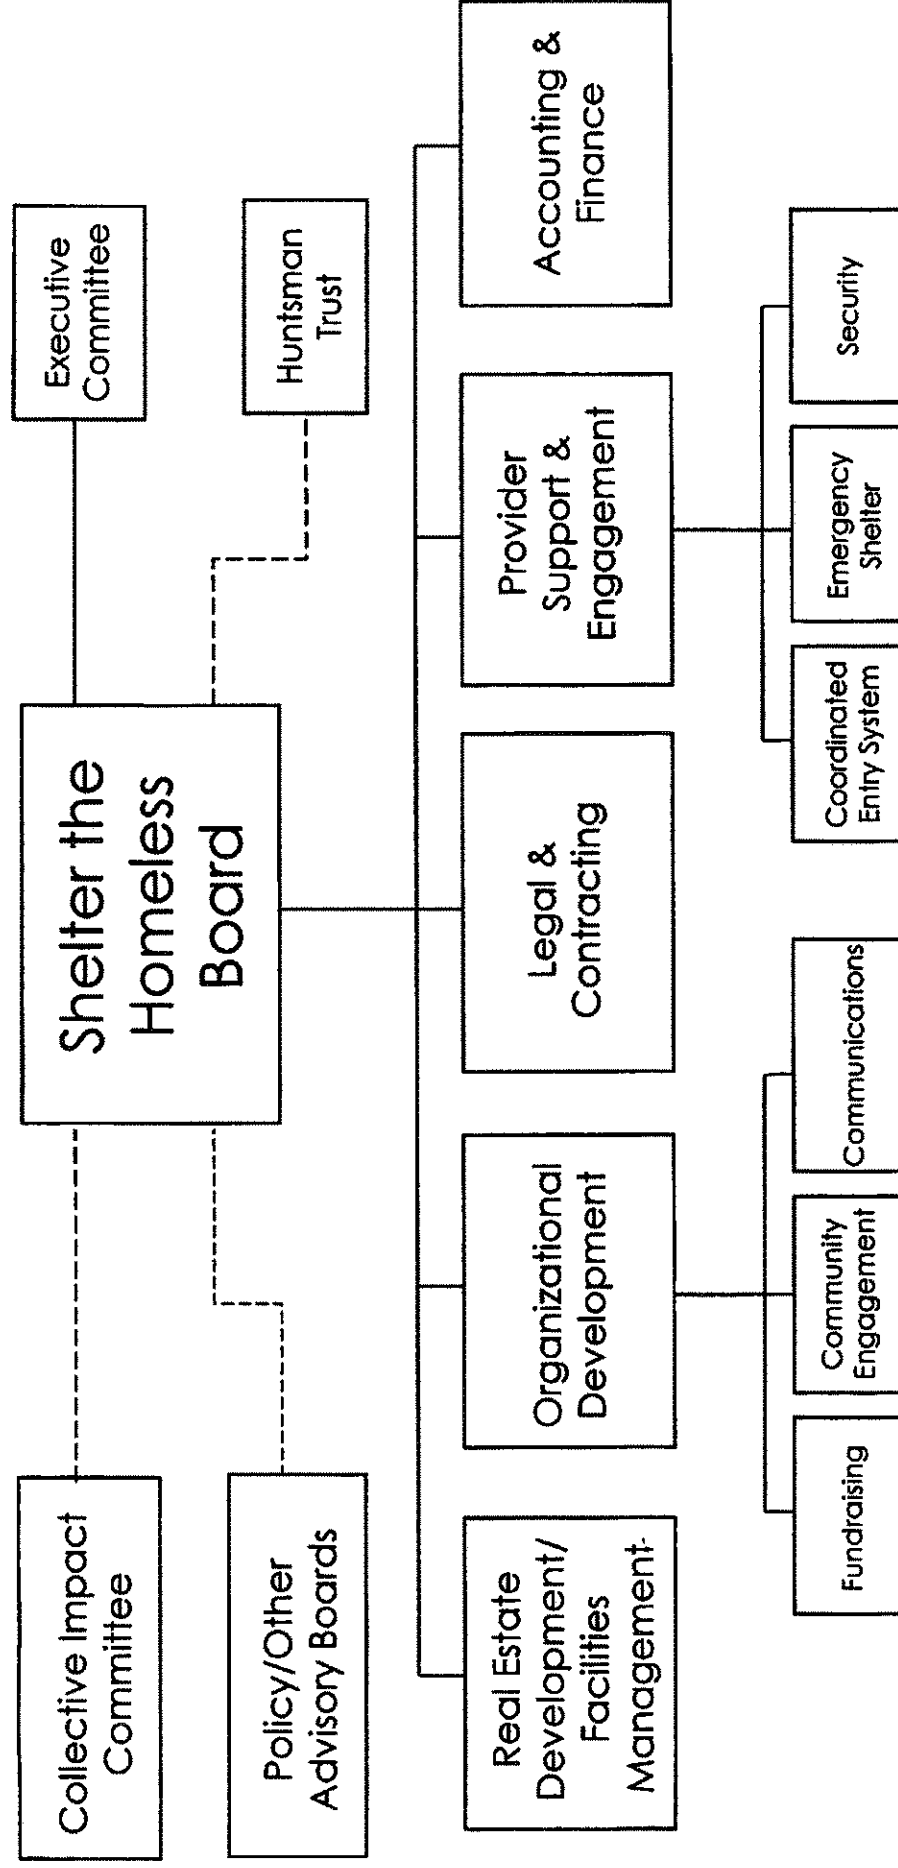 Collective Impact
Committee
Shelter the
Homeless
Board
Executive
Committee
Policy/Other
Advisory Boards
Huntsman
Trust
Real Estate
Development/
Facilities
Management-
Organizational
Development
Legal &
Contracting
Provider
Support &
Engagement
Accounting &
Finance
Fundraising
Community
Engagement
Communications
Coordinated
Entry System
Emergency
Shelter
Security